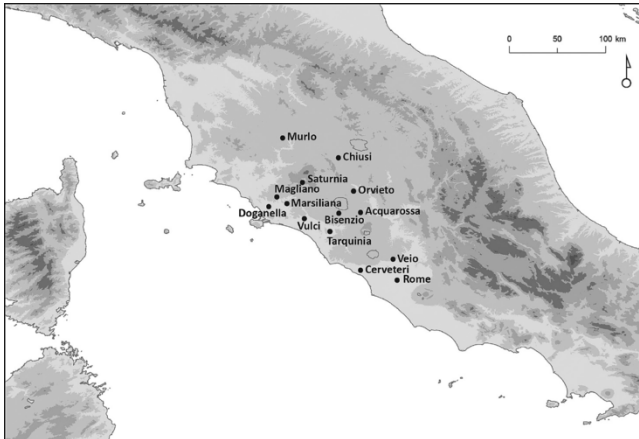 0 50 100 km
Murlo
Chiusi
Saturnia
Magliano
Orvieto
Marsiliana
Doganella
Bisenzio
Acquarossa
Vulci
Tarquinia
Veio
Cerveteri
Rome